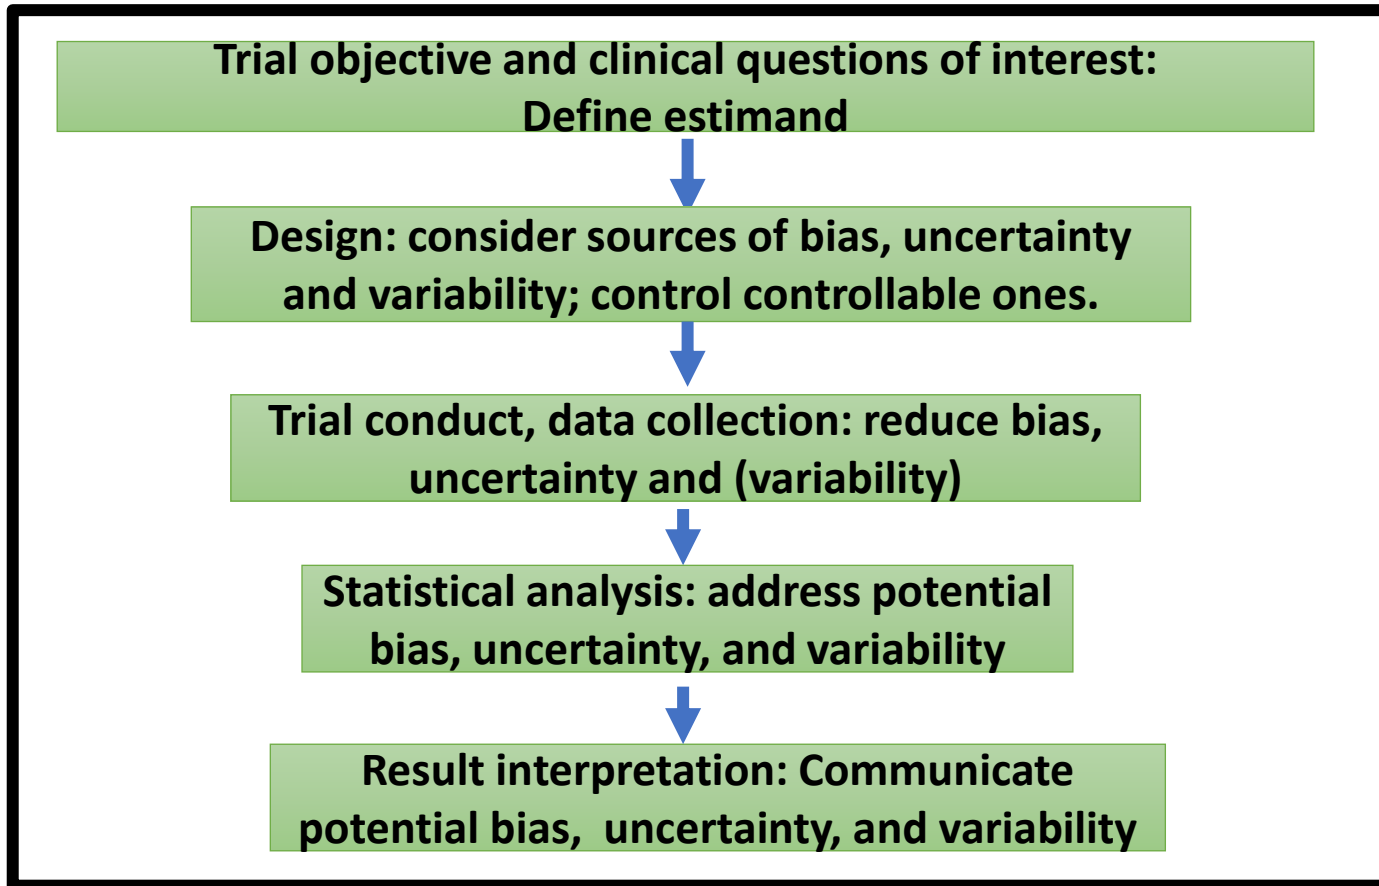 Trial objective and clinical questions of interest:
Define estimand
Design: consider sources of bias, uncertainty
and variability; control controllable ones.
Trial conduct, data collection: reduce bias,
uncertainty and (variability)
Statistical analysis: address potential
bias, uncertainty, and variability
Result interpretation: Communicate
potential bias,  uncertainty, and variability